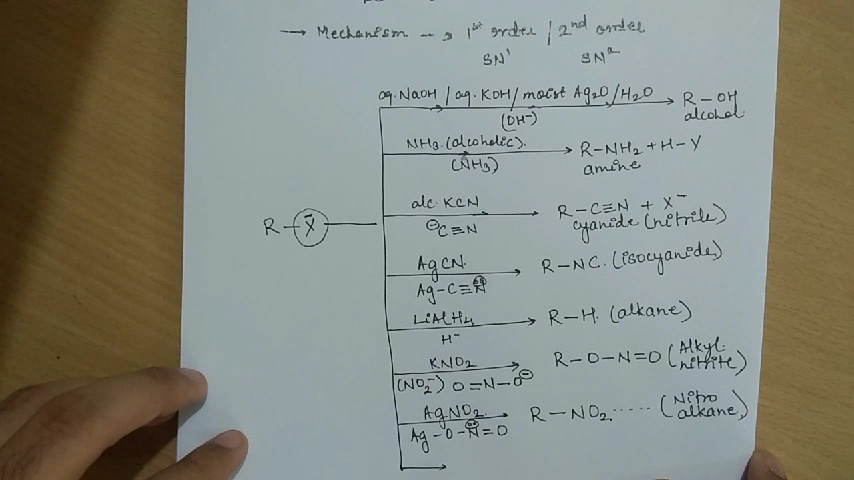 → Mechanism → 1st order / 2nd order
SN¹ SN²
aq.NaOH / aq.KOH / moist Ag2O / H2O → R-OH
(OH⁻) alcohol
NH3.(alcoholic). → R-NH2 + H-X
(NH3) amine
alc. KCN → R-C≡N + X⁻
⊖C≡N cyanide (nitrile)
R-X
AgCN. → R-NC. (isocyanide)
Ag-C≡N
LiAlH4 → R-H. (alkane)
H⁻
KNO2 → R-O-N=O (Alkyl nitrite)
(NO2⁻) O=N-O⊖
AgNO2. → R-NO2..... (Nitro alkane)
Ag-O-N=O